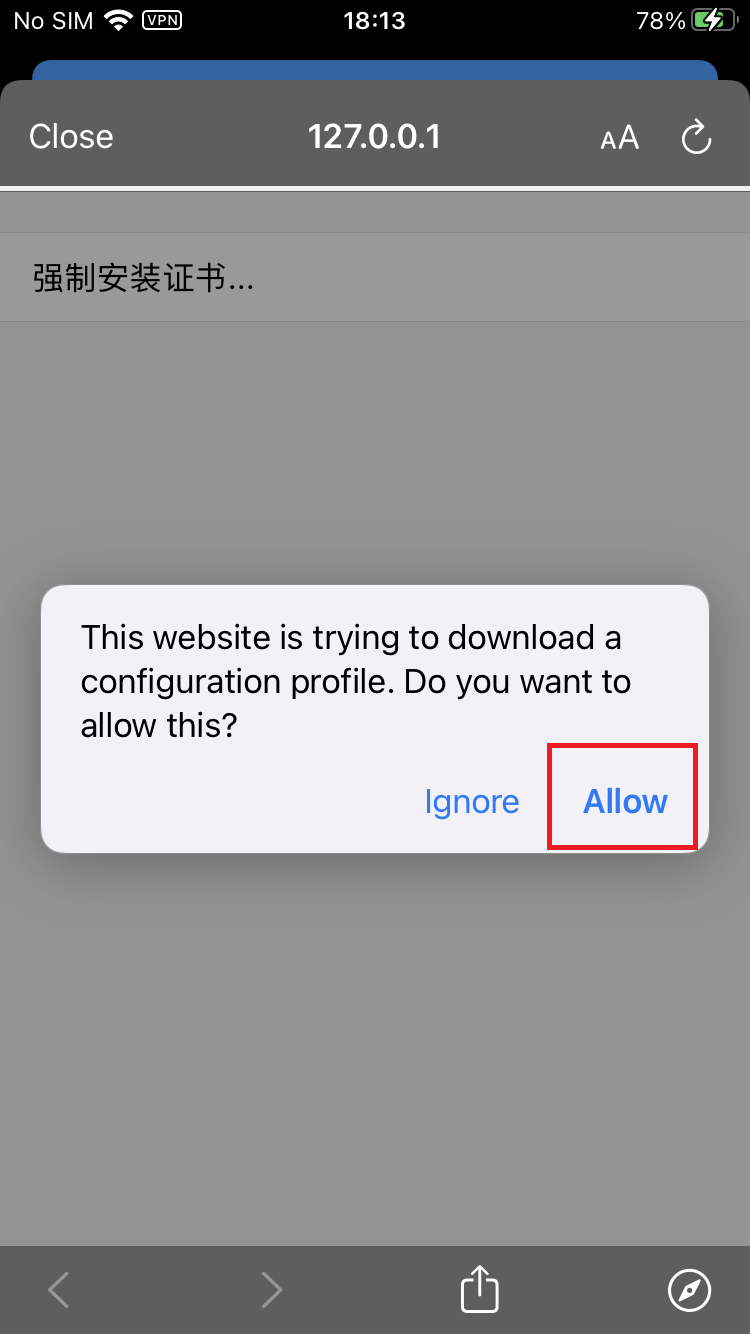 No SIM VPN 18:13 78%
Close 127.0.0.1 AA
强制安装证书...
This website is trying to download a
configuration profile. Do you want to
allow this?
Ignore Allow